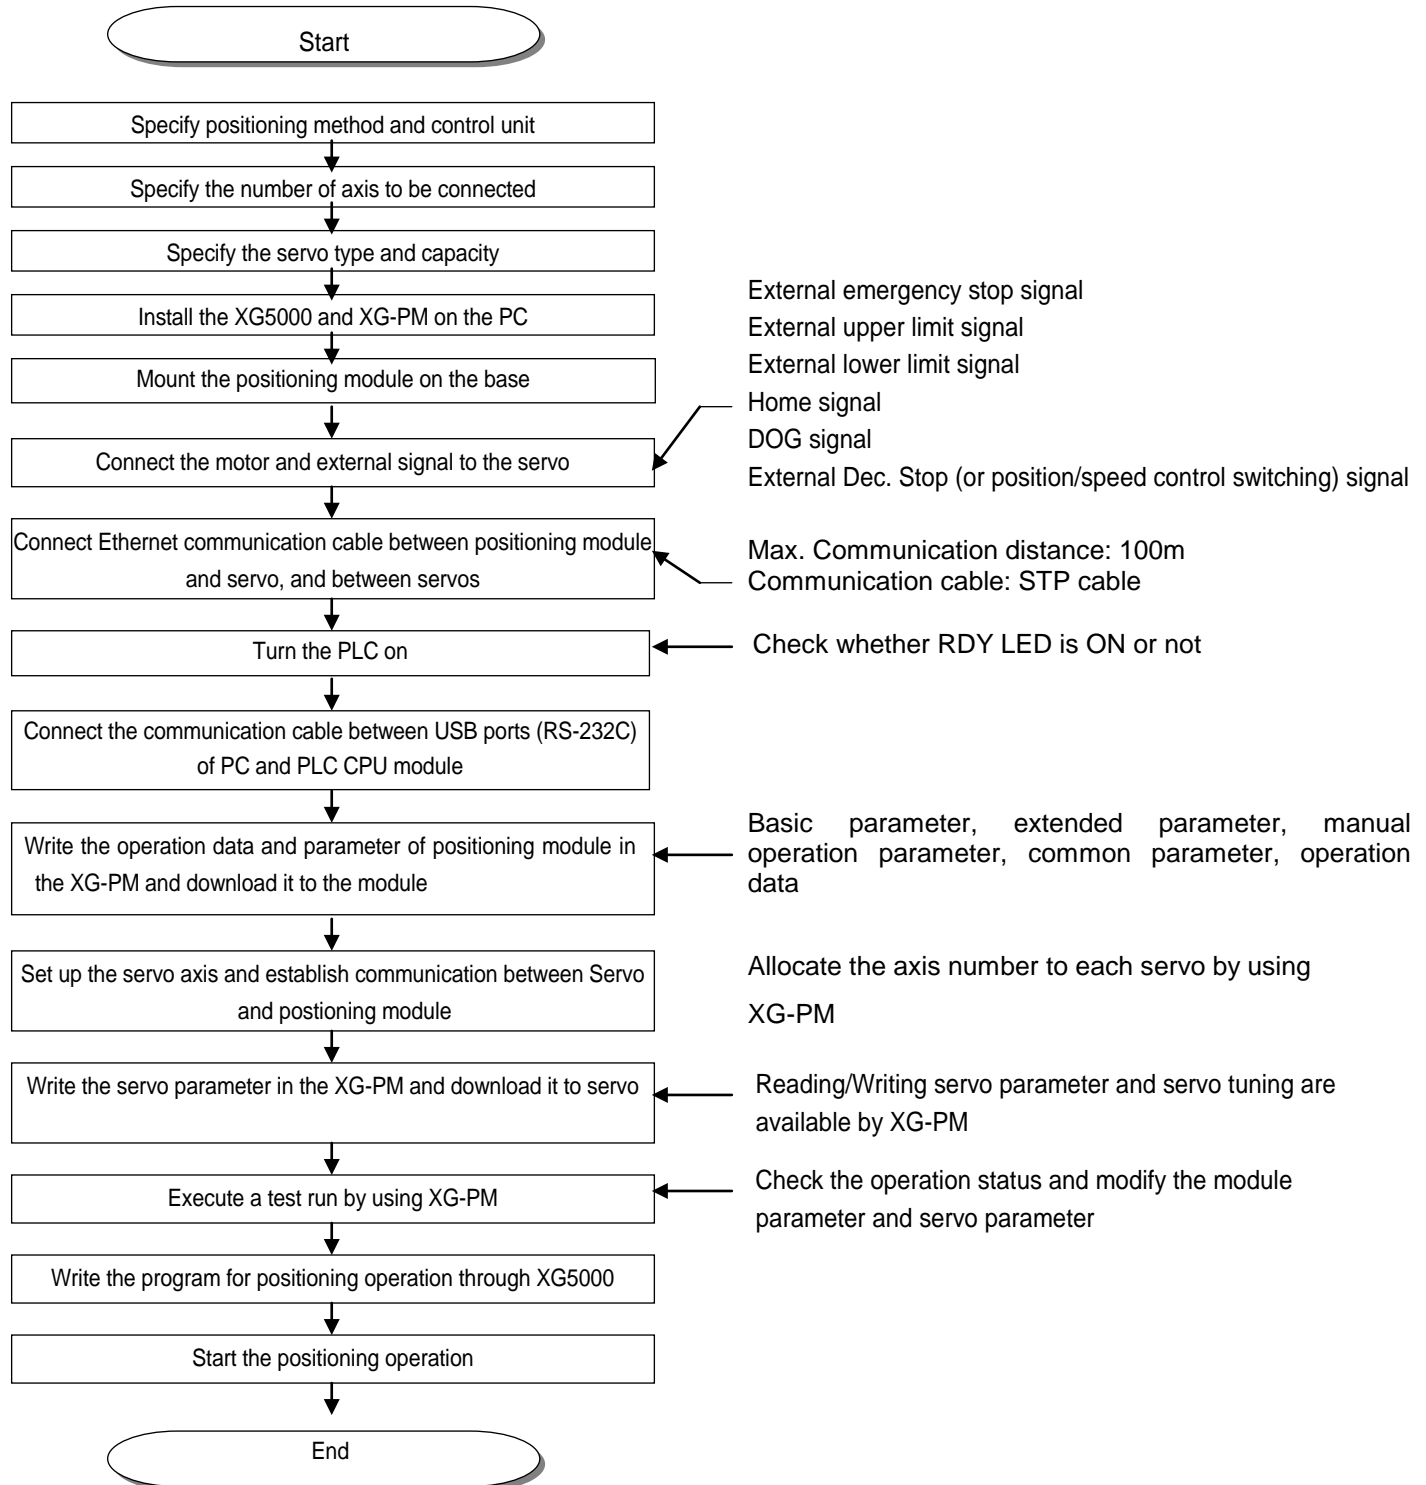 Start
Specify positioning method and control unit
Specify the number of axis to be connected
Specify the servo type and capacity
Install the XG5000 and XG-PM on the PC
Mount the positioning module on the base
Connect the motor and external signal to the servo
External emergency stop signal
External upper limit signal
External lower limit signal
Home signal
DOG signal
External Dec. Stop (or position/speed control switching) signal
Connect Ethernet communication cable between positioning module
and servo, and between servos
Max. Communication distance: 100m
Communication cable: STP cable
Turn the PLC on
Check whether RDY LED is ON or not
Connect the communication cable between USB ports (RS-232C)
of PC and PLC CPU module
Write the operation data and parameter of positioning module in
the XG-PM and download it to the module
Basic parameter, extended parameter, manual
operation parameter, common parameter, operation
data
Set up the servo axis and establish communication between Servo
and postioning module
Allocate the axis number to each servo by using
XG-PM
Write the servo parameter in the XG-PM and download it to servo
Reading/Writing servo parameter and servo tuning are
available by XG-PM
Execute a test run by using XG-PM
Check the operation status and modify the module
parameter and servo parameter
Write the program for positioning operation through XG5000
Start the positioning operation
End